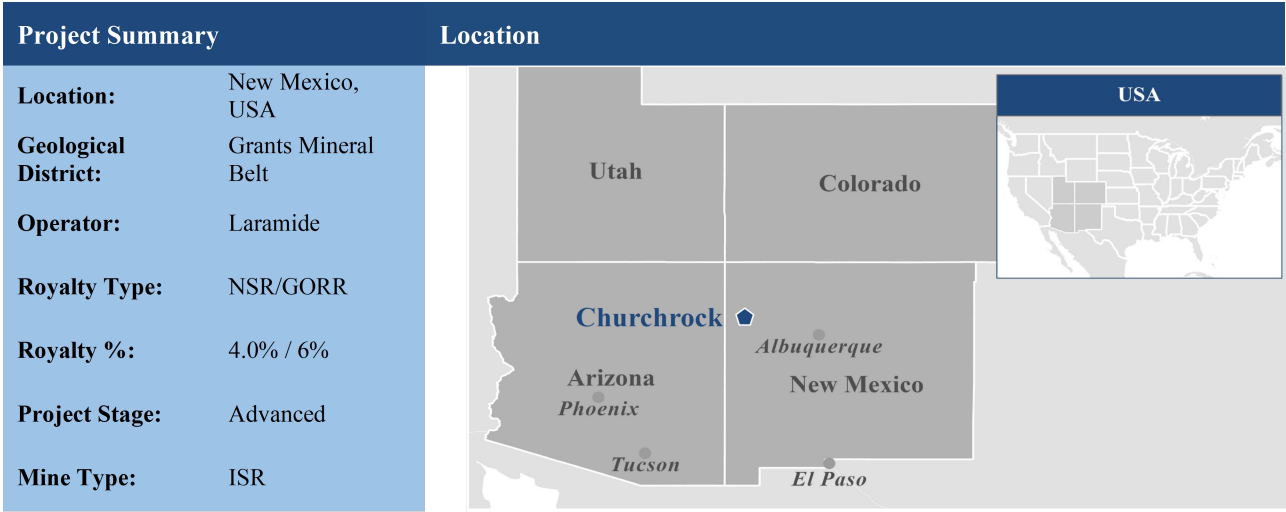 Project Summary
Location
Location:
New Mexico,
USA
Geological
District:
Grants Mineral
Belt
Operator:
Laramide
Royalty Type:
NSR/GORR
Royalty %:
4.0% / 6%
Project Stage:
Advanced
Mine Type:
ISR
USA
Utah
Colorado
Churchrock
Albuquerque
Arizona
New Mexico
Phoenix
Tucson
El Paso